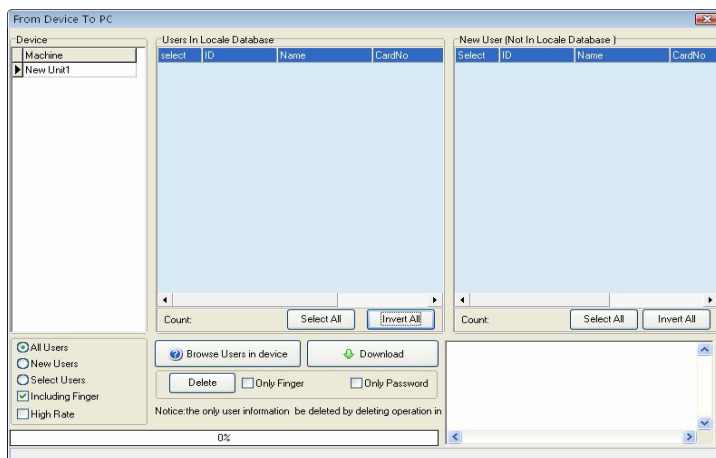 From Device To PC
Device
Machine
New Unit1
Users In Locale Database
select ID Name CardNo
Count: Select All Invert All
New User (Not In Locale Database )
Select ID Name CardNo
Count: Select All Invert All
All Users
New Users
Select Users
Including Finger
High Rate
Browse Users in device Download
Delete Only Finger Only Password
Notice:the only user information be deleted by deleting operation in
0%